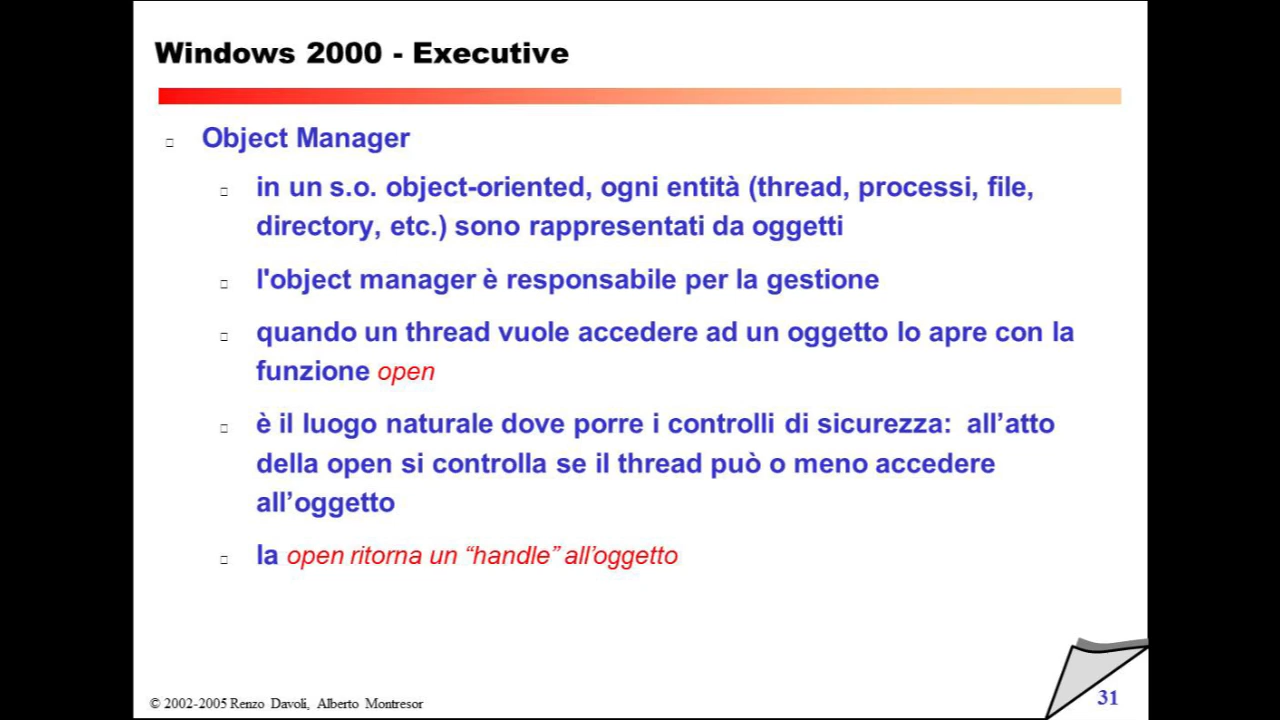 Windows 2000 - Executive
Object Manager
in un s.o. object-oriented, ogni entità (thread, processi, file,
directory, etc.) sono rappresentati da oggetti
l'object manager è responsabile per la gestione
quando un thread vuole accedere ad un oggetto lo apre con la
funzione open
è il luogo naturale dove porre i controlli di sicurezza:  all’atto
della open si controlla se il thread può o meno accedere
all’oggetto
la open ritorna un “handle” all’oggetto
© 2002-2005 Renzo Davoli, Alberto Montresor
31